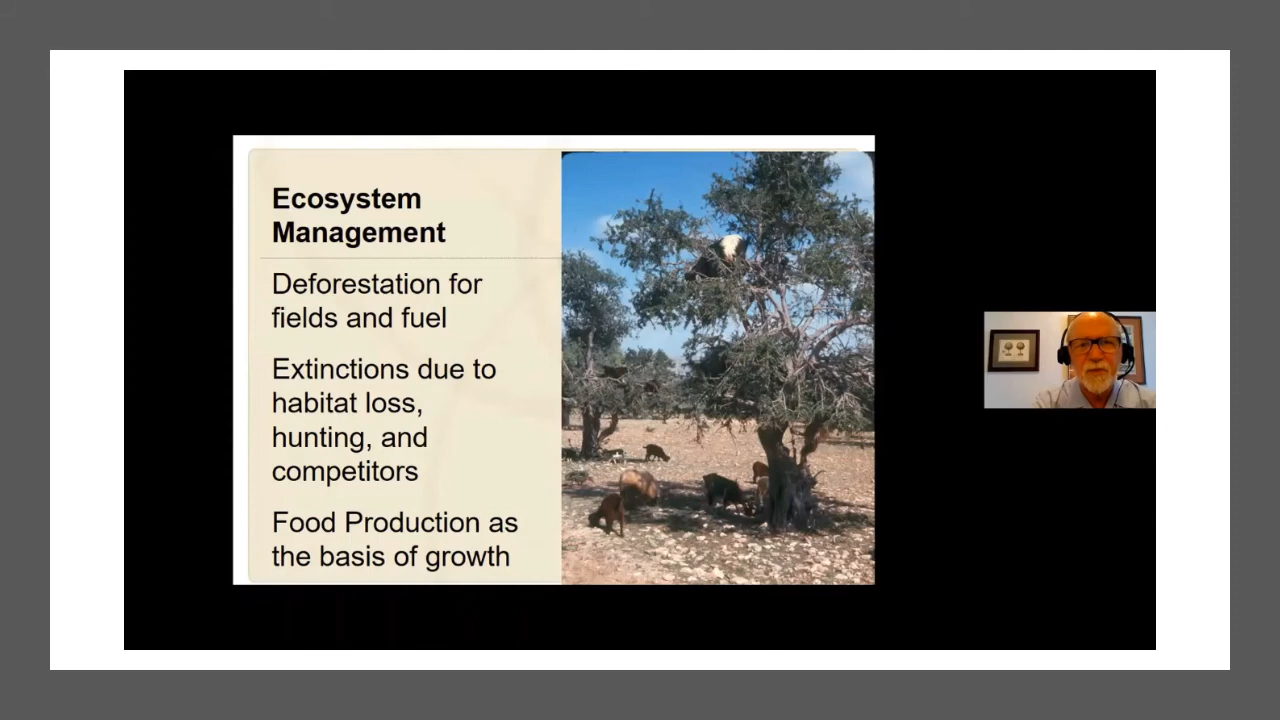 Ecosystem
Management
Deforestation for
fields and fuel
Extinctions due to
habitat loss,
hunting, and
competitors
Food Production as
the basis of growth